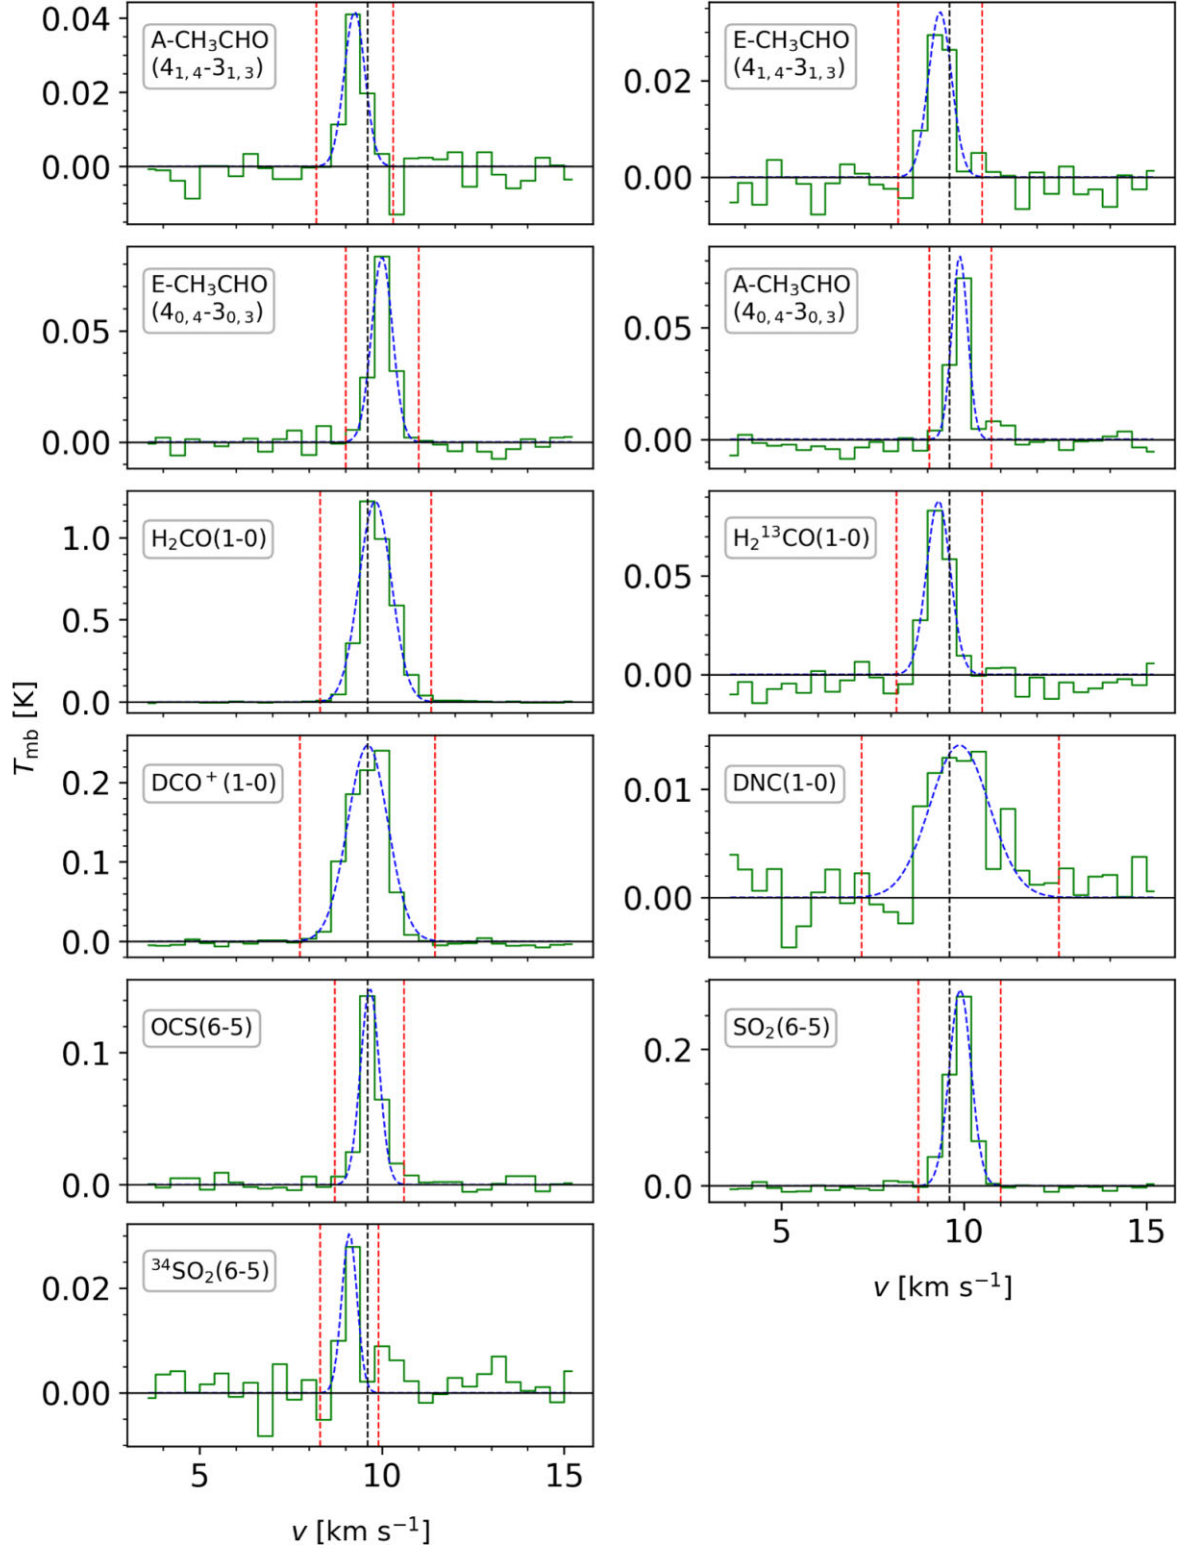 0.04
0.02
0.00
A-CH₃CHO
(4₁,₄-3₁,₃)
0.02
0.00
E-CH₃CHO
(4₁,₄-3₁,₃)
0.05
0.00
E-CH₃CHO
(4₀,₄-3₀,₃)
0.05
0.00
A-CH₃CHO
(4₀,₄-3₀,₃)
1.0
0.5
0.0
H₂CO(1-0)
0.05
0.00
H₂¹³CO(1-0)
T_mb [K]
0.2
0.1
0.0
DCO⁺(1-0)
0.01
0.00
DNC(1-0)
0.1
0.0
OCS(6-5)
0.2
0.0
SO₂(6-5)
5 10 15
v [km s⁻¹]
0.02
0.00
³⁴SO₂(6-5)
5 10 15
v [km s⁻¹]